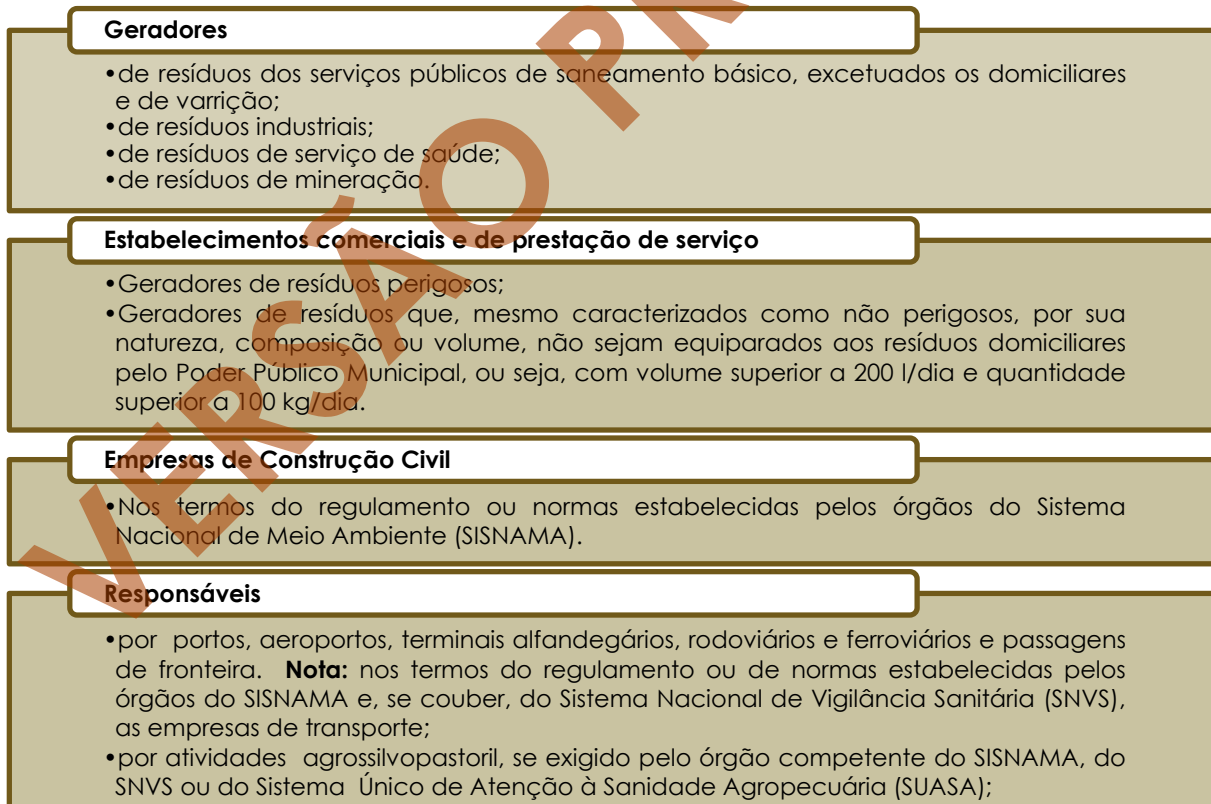 Geradores
•de resíduos dos serviços públicos de saneamento básico, excetuados os domiciliares
e de varrição;
•de resíduos industriais;
•de resíduos de serviço de saúde;
•de resíduos de mineração.
Estabelecimentos comerciais e de prestação de serviço
•Geradores de resíduos perigosos;
•Geradores de resíduos que, mesmo caracterizados como não perigosos, por sua
natureza, composição ou volume, não sejam equiparados aos resíduos domiciliares
pelo Poder Público Municipal, ou seja, com volume superior a 200 l/dia e quantidade
superior a 100 kg/dia.
Empresas de Construção Civil
•Nos termos do regulamento ou normas estabelecidas pelos órgãos do Sistema
Nacional de Meio Ambiente (SISNAMA).
Responsáveis
•por portos, aeroportos, terminais alfandegários, rodoviários e ferroviários e passagens
de fronteira. Nota: nos termos do regulamento ou de normas estabelecidas pelos
órgãos do SISNAMA e, se couber, do Sistema Nacional de Vigilância Sanitária (SNVS),
as empresas de transporte;
•por atividades agrossilvopastoril, se exigido pelo órgão competente do SISNAMA, do
SNVS ou do Sistema Único de Atenção à Sanidade Agropecuária (SUASA);
VERSÃO